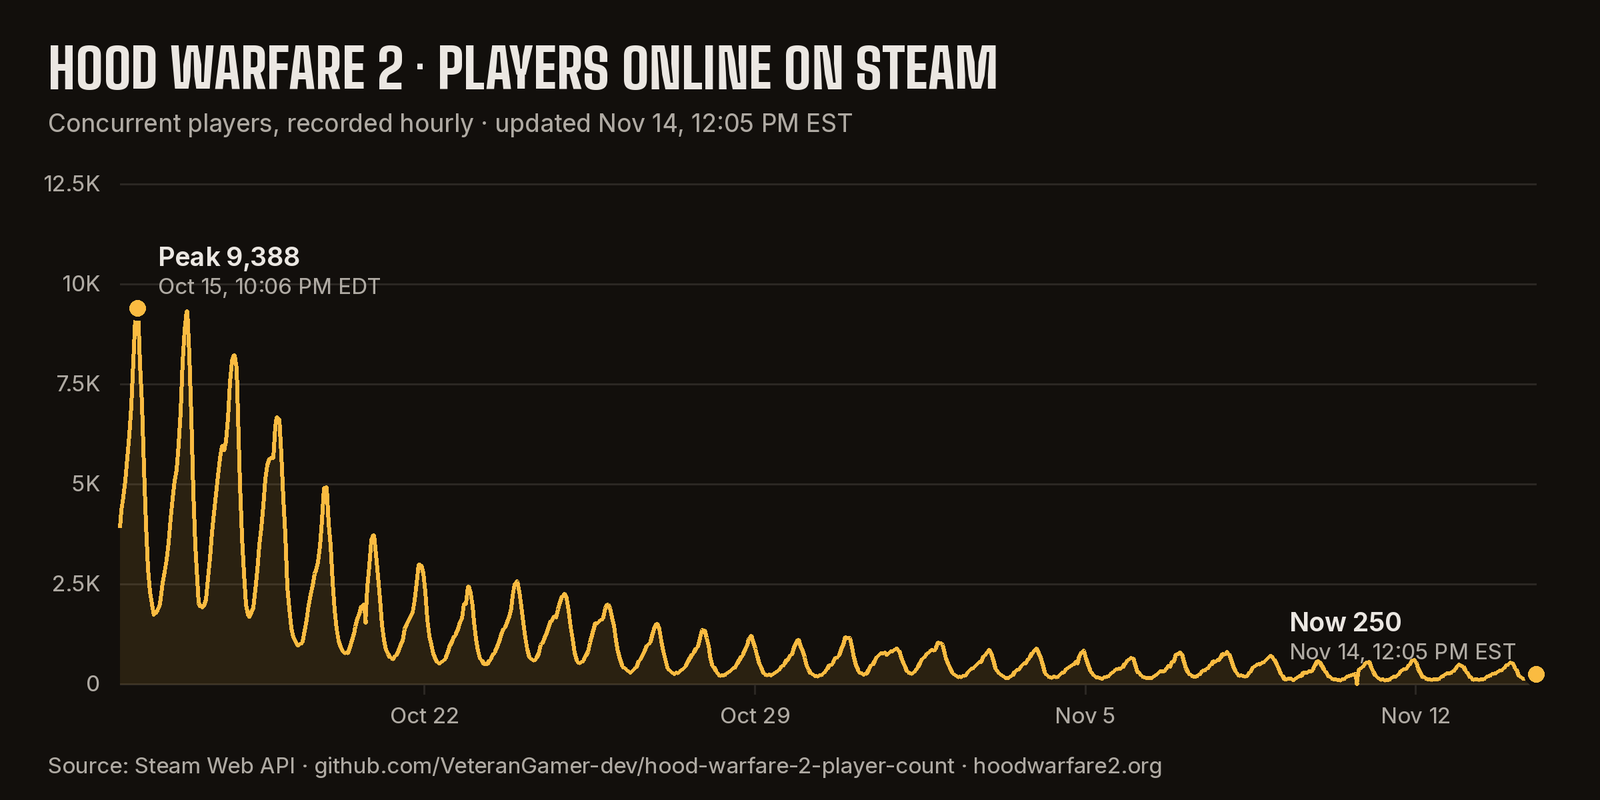 HOOD WARFARE 2 · PLAYERS ONLINE ON STEAM
Concurrent players, recorded hourly · updated Nov 14, 12:05 PM EST
12.5K
Peak 9,388
10K
Oct 15, 10:06 PM EDT
7.5K
5K
2.5K
Now 250
Nov 14, 12:05 PM EST
0
Oct 22
Oct 29
Nov 5
Nov 12
Source: Steam Web API · github.com/VeteranGamer-dev/hood-warfare-2-player-count · hoodwarfare2.org